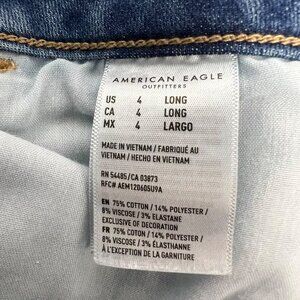 AMERICAN EAGLE
OUTFITTERS
US 4 LONG
CA 4 LONG
MX 4 LARGO
MADE IN VIETNAM / FABRIQUÉ AU
VIETNAM / HECHO EN VIETNAM
RN 54485/CA 03873
RFC# AEM120605U9A
EN 75% COTTON / 14% POLYESTER /
8% VISCOSE / 3% ELASTANE
EXCLUSIVE OF DECORATION
FR 75% COTON / 14% POLYESTER /
8% VISCOSE / 3% ÉLASTHANNE
À L'EXCEPTION DE LA GARNITURE